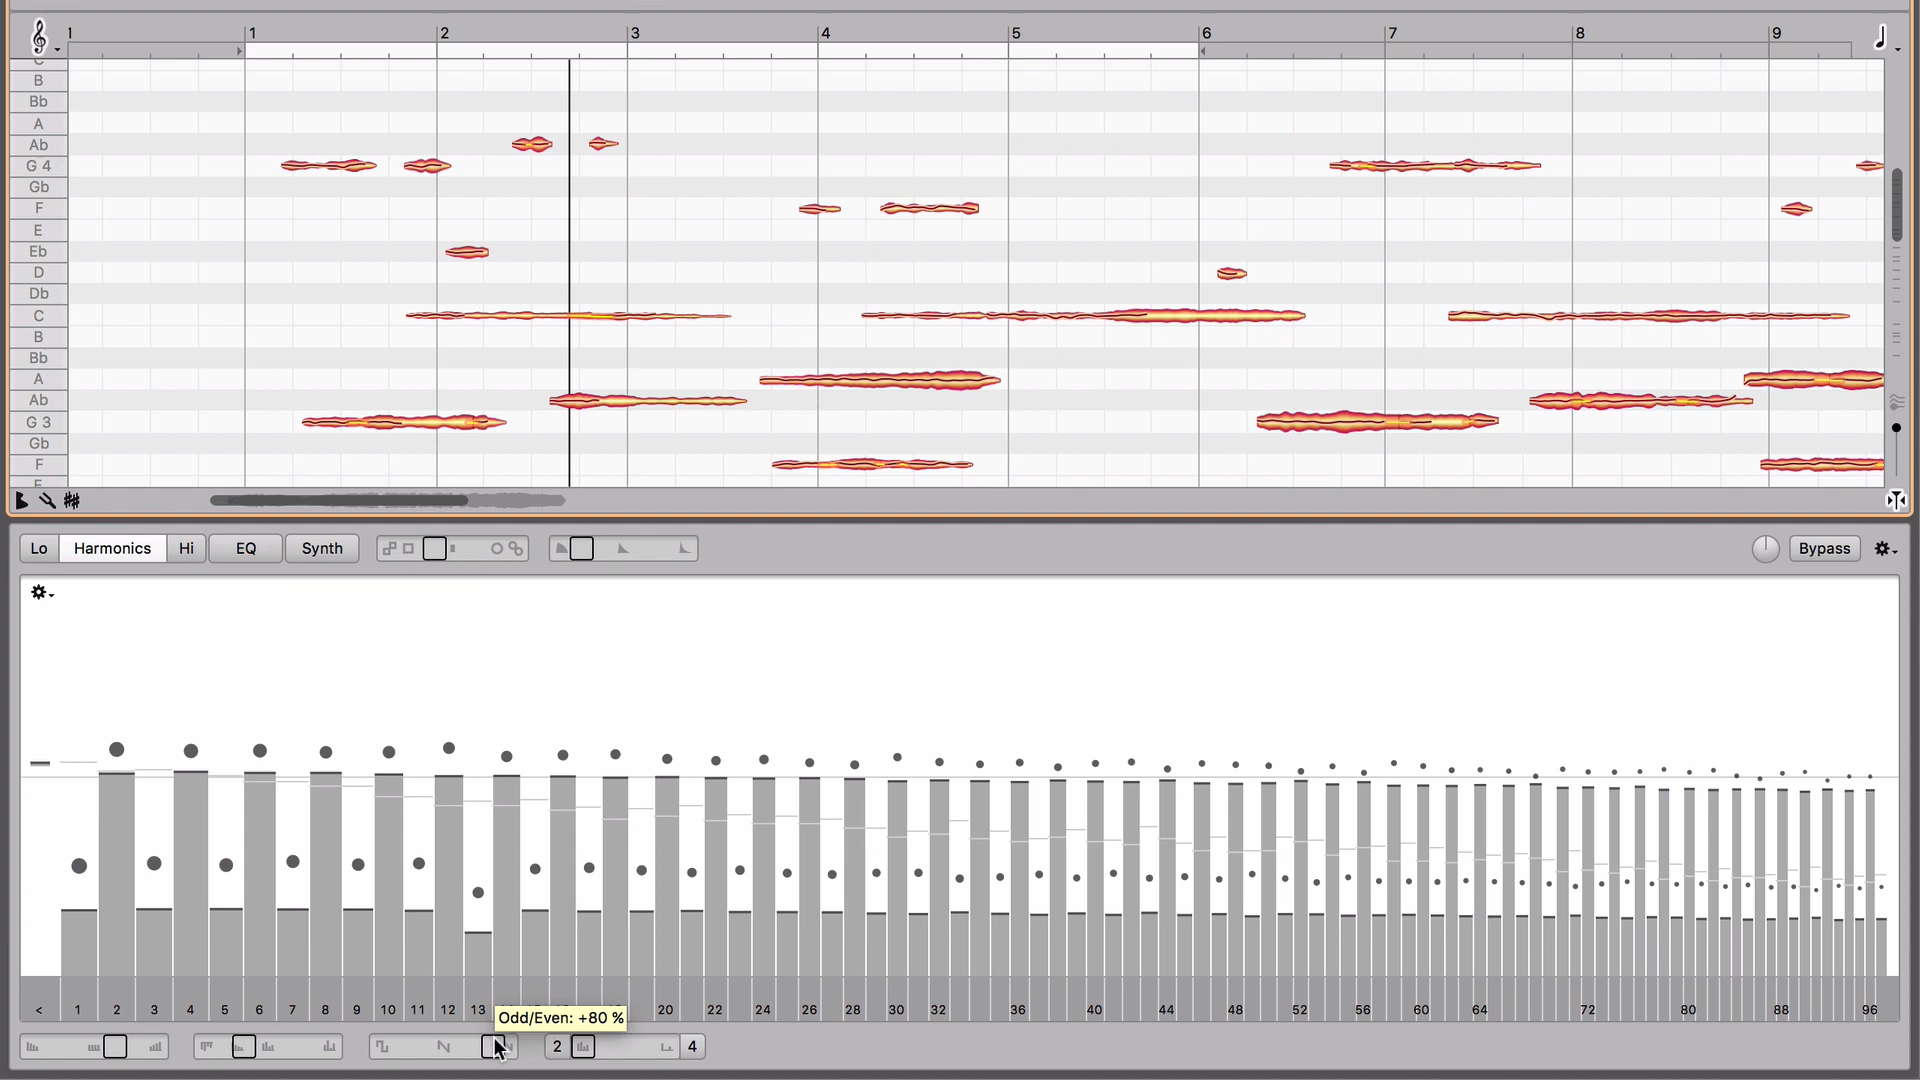 1 1 2 3 4 5 6 7 8 9
C
B
Bb
A
Ab
G 4
Gb
F
E
Eb
D
Db
C
B
Bb
A
Ab
G 3
Gb
F
E
Lo Harmonics Hi EQ Synth Bypass
< 1 2 3 4 5 6 7 8 9 10 11 12 13 20 22 24 26 28 30 32 36 40 44 48 52 56 60 64 72 80 88 96
Odd/Even: +80 %
2 4